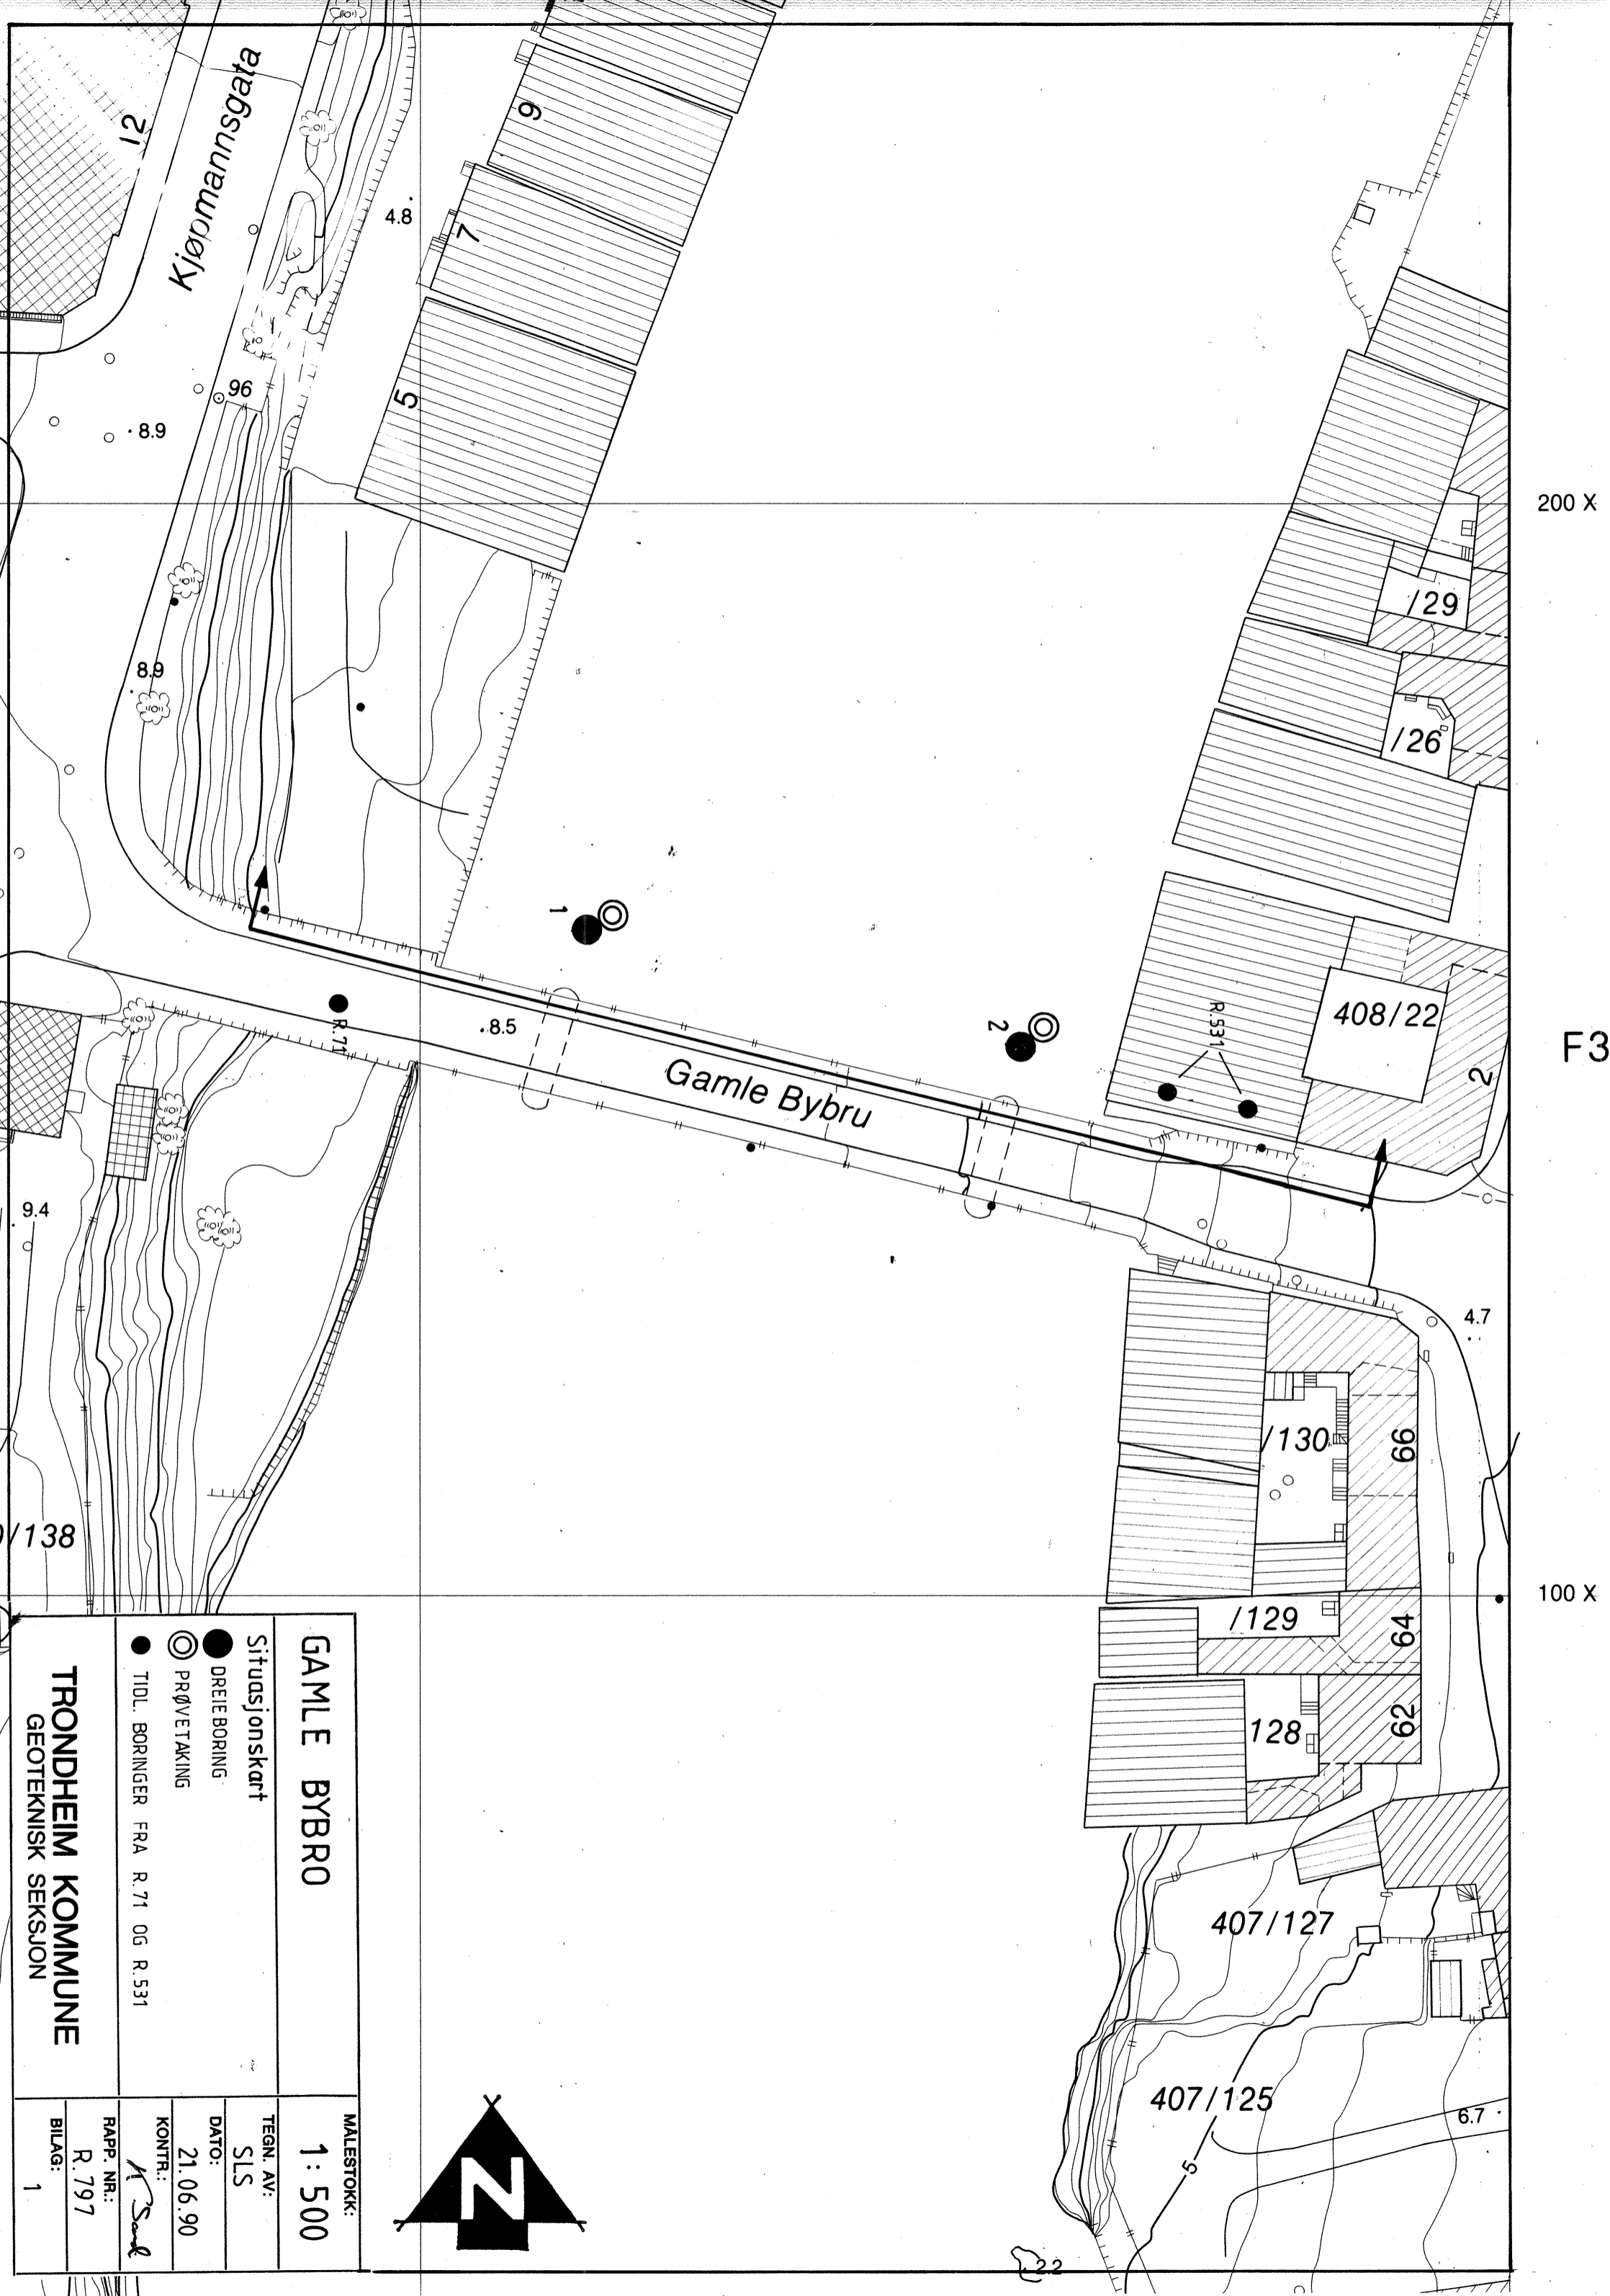 Kjøpmannsgata
12
9
7
5
4.8
96
8.9
8.9
200 X
/29
/26
1
2
R.71
8.5
Gamle Bybru
R.531
408/22
2
F3
9.4
4.7
/130
66
100 X
/129
64
128
62
/138
407/127
407/125
6.7
5
2.2
N
GAMLE BYBRO
Situasjonskart
DREIEBORING
PRØVETAKING
TIDL. BORINGER FRA R.71 OG R.531
TRONDHEIM KOMMUNE
GEOTEKNISK SEKSJON
MÅLESTOKK:
1: 500
TEGN. AV:
SLS
DATO:
21.06.90
KONTR.:
RAPP. NR.:
R.797
BILAG:
1